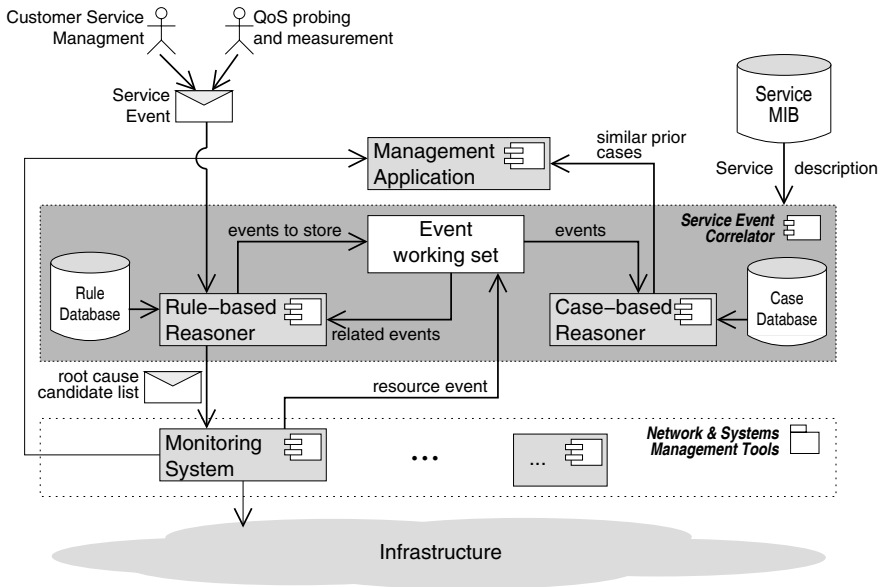 Customer Service
Managment
QoS probing
and measurement
Service
Event
Service
MIB
Management
Application
similar prior
cases
Service description
Service Event
Correlator
events to store
Event
working set
events
Rule
Database
Rule−based
Reasoner
related events
Case−based
Reasoner
Case
Database
root cause
candidate list
resource event
Monitoring
System
...
...
Network & Systems
Management Tools
Infrastructure